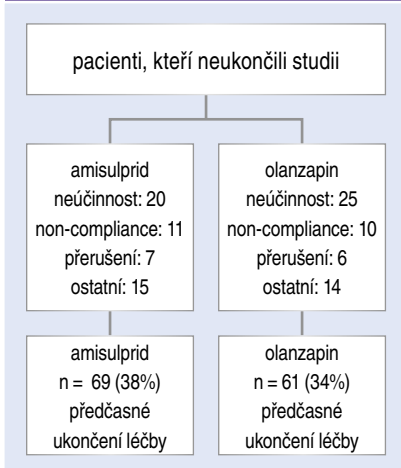 pacienti, kteří neukončili studii
amisulprid
neúčinnost: 20
non-compliance: 11
přerušení: 7
ostatní: 15
olanzapin
neúčinnost: 25
non-compliance: 10
přerušení: 6
ostatní: 14
amisulprid
n = 69 (38%)
předčasné
ukončení léčby
olanzapin
n = 61 (34%)
předčasné
ukončení léčby